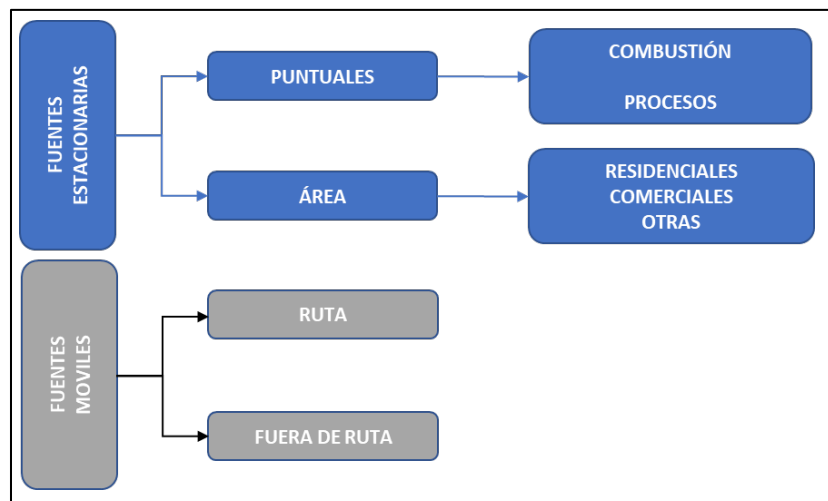 FUENTES
ESTACIONARIAS
PUNTUALES
COMBUSTIÓN
PROCESOS
ÁREA
RESIDENCIALES
COMERCIALES
OTRAS
FUENTES
MOVILES
RUTA
FUERA DE RUTA